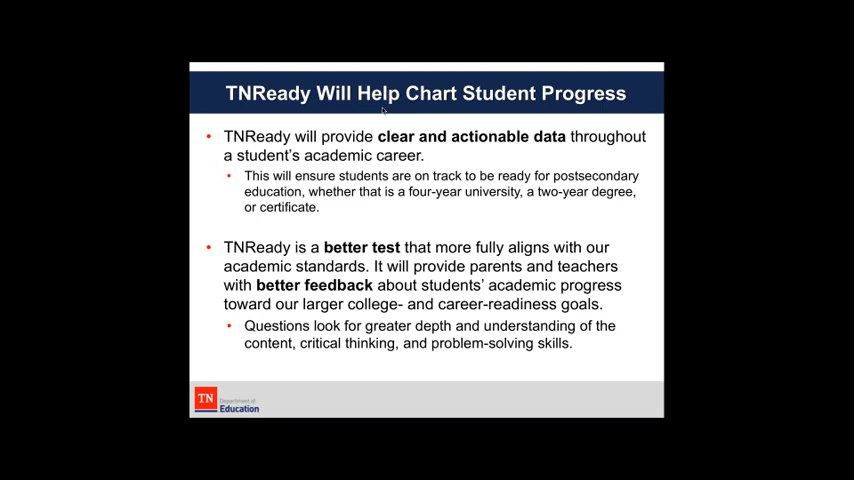 TNReady Will Help Chart Student Progress
• TNReady will provide clear and actionable data throughout
a student's academic career.
• This will ensure students are on track to be ready for postsecondary
education, whether that is a four-year university, a two-year degree,
or certificate.
• TNReady is a better test that more fully aligns with our
academic standards. It will provide parents and teachers
with better feedback about students' academic progress
toward our larger college- and career-readiness goals.
• Questions look for greater depth and understanding of the
content, critical thinking, and problem-solving skills.
TN
Department of
Education